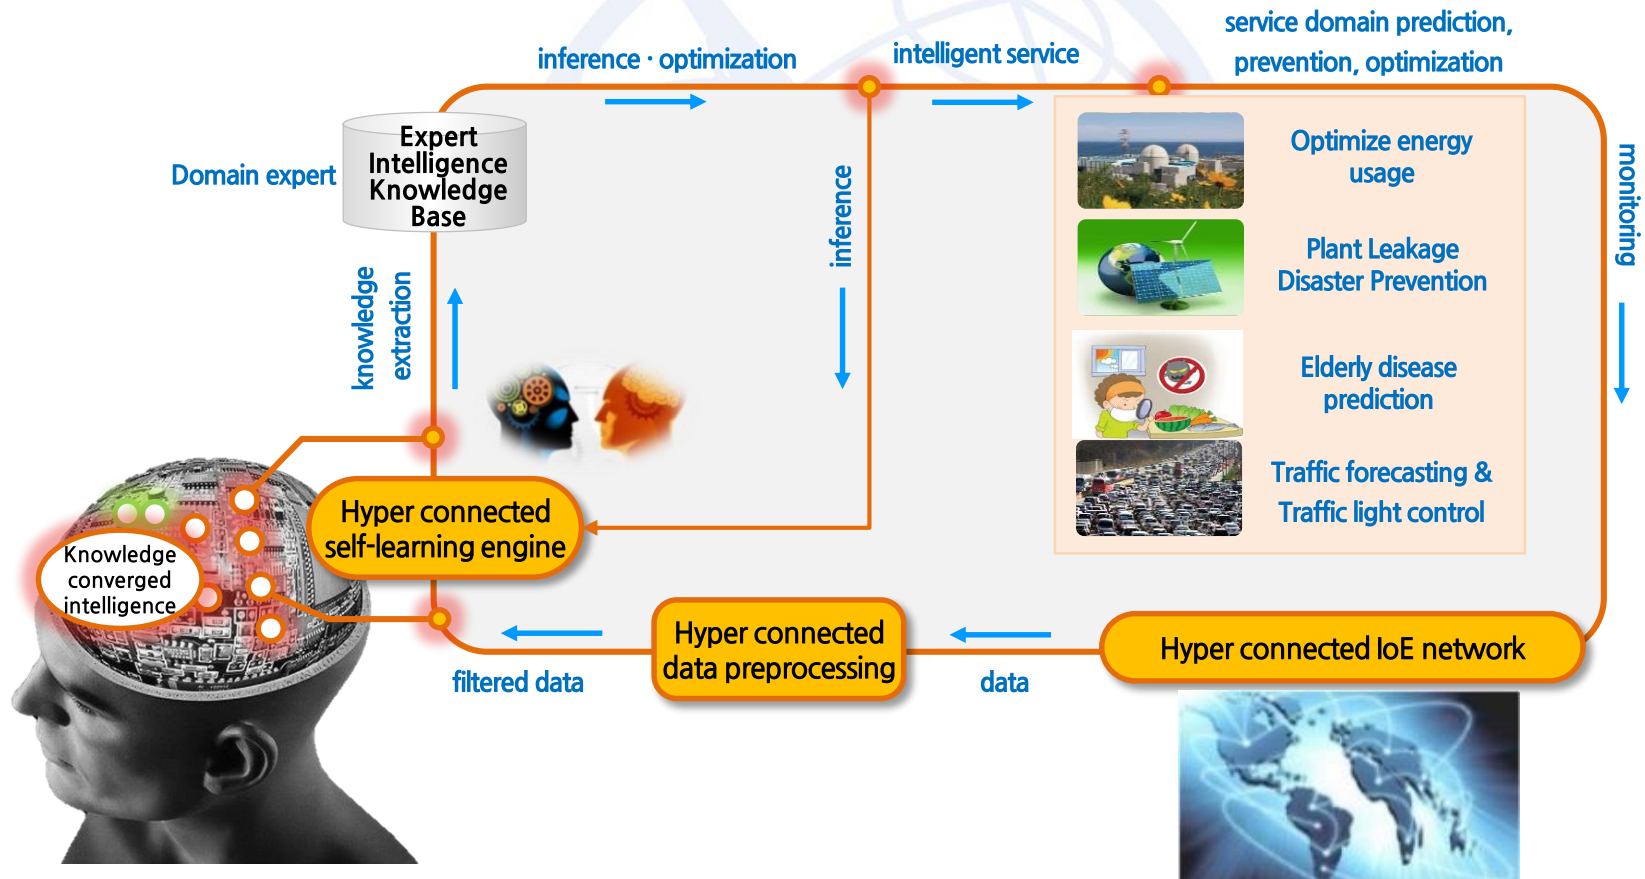 service domain prediction,
prevention, optimization
inference · optimization
intelligent service
Domain expert
Expert
Intelligence
Knowledge
Base
knowledge
extraction
inference
Optimize energy
usage
Plant Leakage
Disaster Prevention
Elderly disease
prediction
Traffic forecasting &
Traffic light control
monitoring
Knowledge
converged
intelligence
Hyper connected
self-learning engine
filtered data
Hyper connected
data preprocessing
data
Hyper connected IoE network